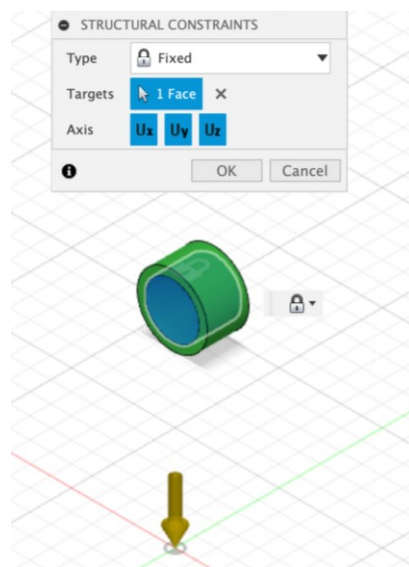 STRUCTURAL CONSTRAINTS
Type Fixed
Targets 1 Face
Axis Ux Uy Uz
OK Cancel